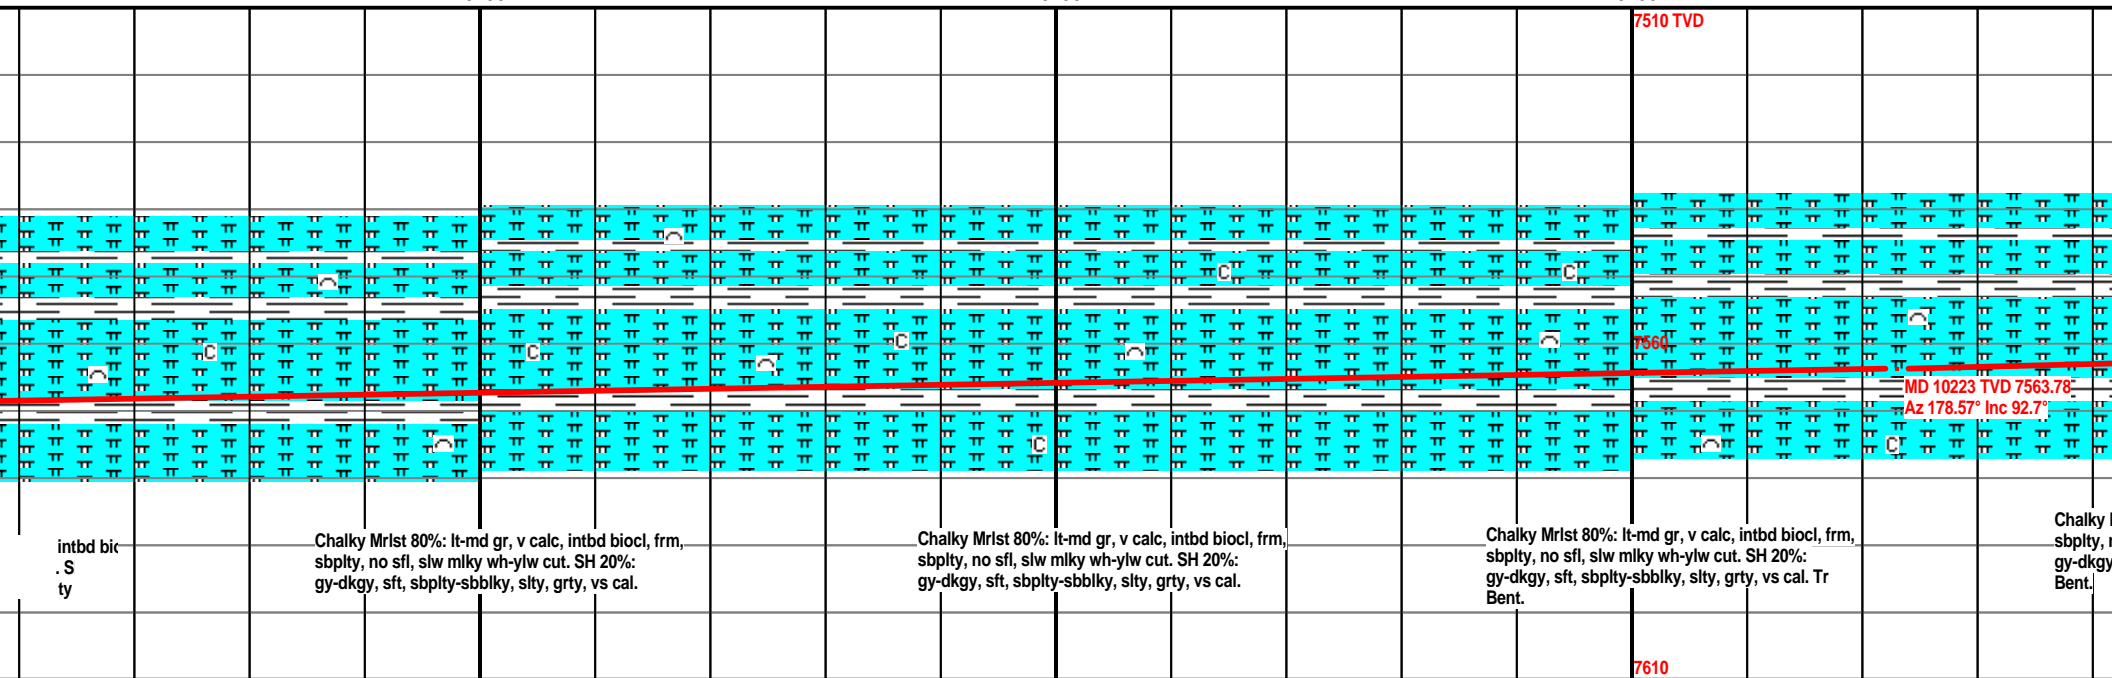 7510 TVD
7560
MD 10223 TVD 7563.78
Az 178.57° Inc 92.7°
intbd bio
. S
ty
Chalky Mrlst 80%: lt-md gr, v calc, intbd biocl, frm,
sbplty, no sfl, slw mlky wh-ylw cut. SH 20%:
gy-dkgy, sft, sbplty-sbblky, slty, grty, vs cal.
Chalky Mrlst 80%: lt-md gr, v calc, intbd biocl, frm,
sbplty, no sfl, slw mlky wh-ylw cut. SH 20%:
gy-dkgy, sft, sbplty-sbblky, slty, grty, vs cal.
Chalky Mrlst 80%: lt-md gr, v calc, intbd biocl, frm,
sbplty, no sfl, slw mlky wh-ylw cut. SH 20%:
gy-dkgy, sft, sbplty-sbblky, slty, grty, vs cal. Tr
Bent.
Chalky
sbplty,
gy-dkgy
Bent.
7610
C
C
C
C
C
C
C